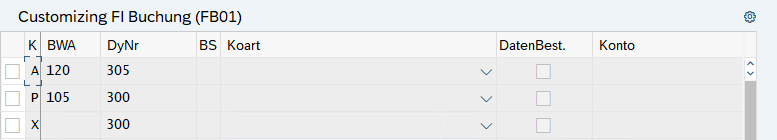 Customizing FI Buchung (FB01)
K BWA DyNr BS Koart DatenBest. Konto
A 120 305
P 105 300
X 300